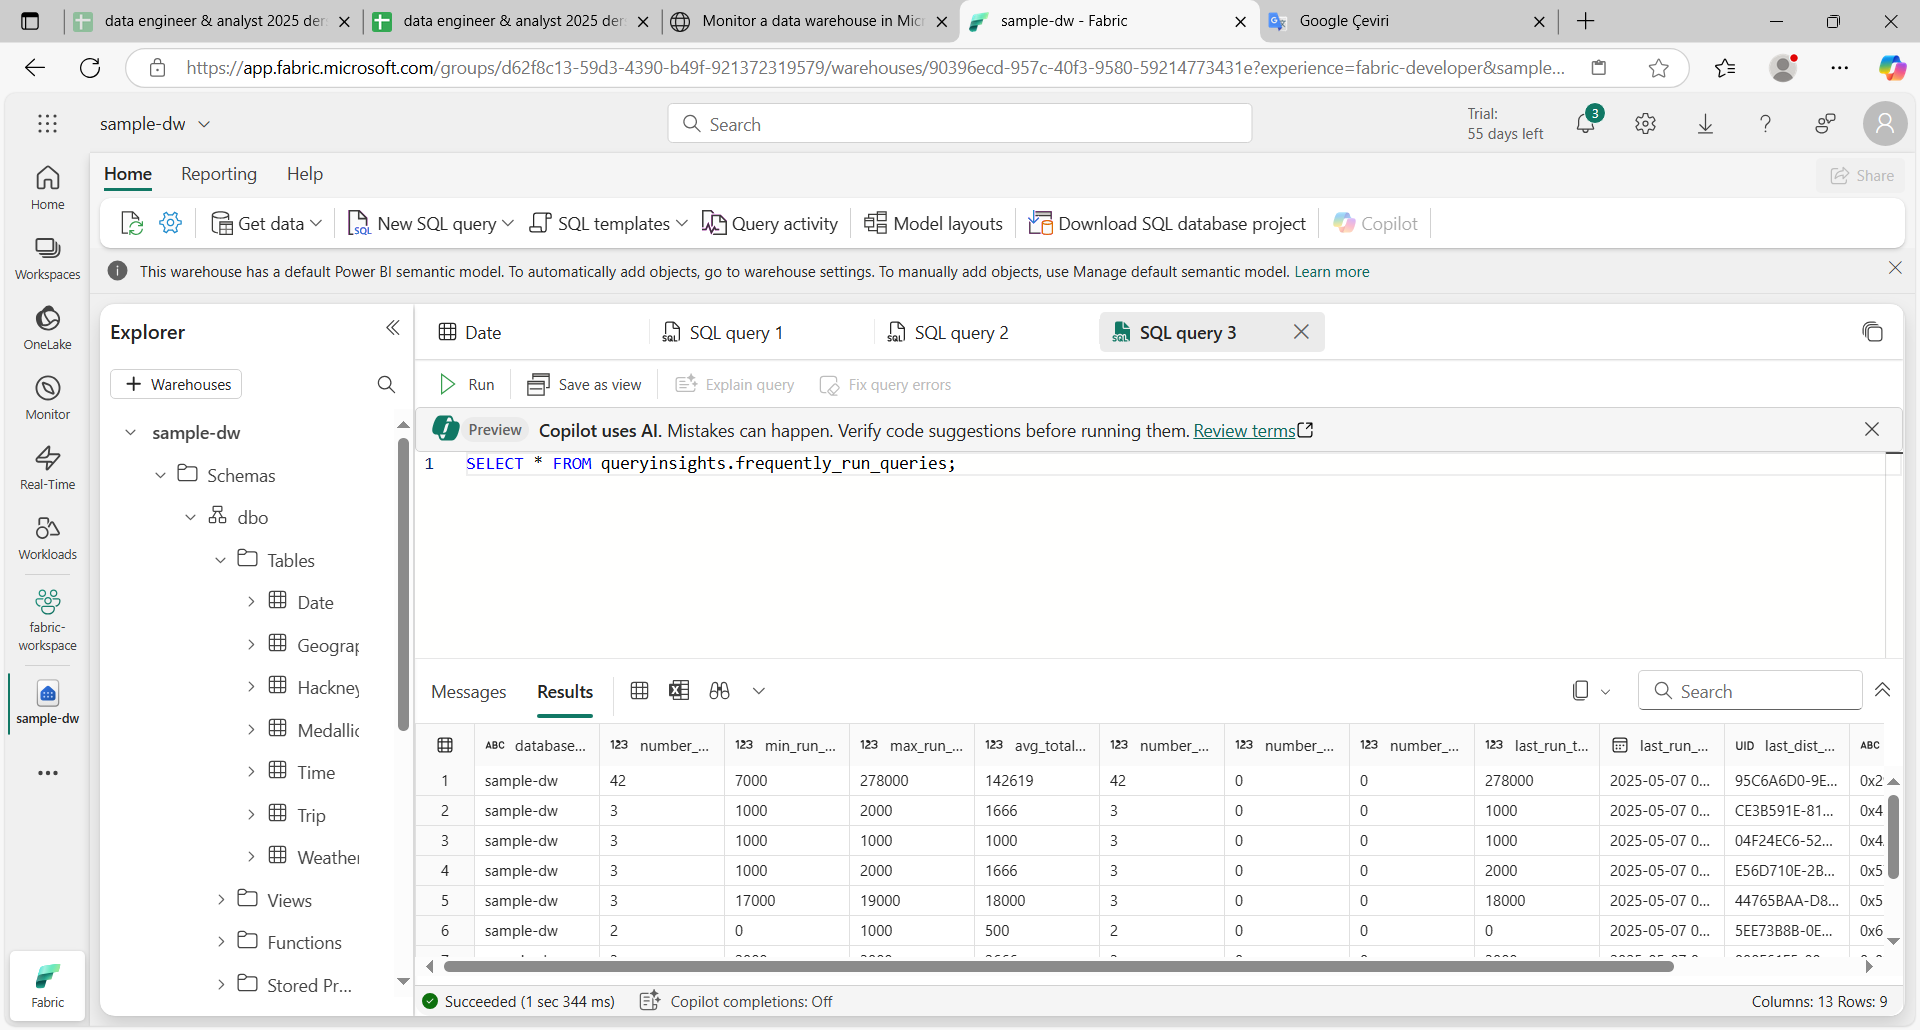 data engineer & analyst 2025 der
data engineer & analyst 2025 der
Monitor a data warehouse in Mic
sample-dw - Fabric
Google Çeviri
https://app.fabric.microsoft.com/groups/d62f8c13-59d3-4390-b49f-921372319579/warehouses/90396ecd-957c-40f3-9580-59214773431e?experience=fabric-developer&sample...
sample-dw
Search
Trial:
55 days left
3
Home
Workspaces
OneLake
Monitor
Real-Time
Workloads
fabric-
workspace
sample-dw
Fabric
Home Reporting Help
Share
Get data New SQL query SQL templates Query activity Model layouts Download SQL database project Copilot
This warehouse has a default Power BI semantic model. To automatically add objects, go to warehouse settings. To manually add objects, use Manage default semantic model. Learn more
Explorer
+ Warehouses
sample-dw
Schemas
dbo
Tables
Date
Geograp
Hackney
Medallic
Time
Trip
Weather
Views
Functions
Stored Pr...
Date SQL query 1 SQL query 2 SQL query 3
Run Save as view Explain query Fix query errors
Preview Copilot uses AI. Mistakes can happen. Verify code suggestions before running them. Review terms
1 SELECT * FROM queryinsights.frequently_run_queries;
Messages Results
Search
ABC database... 123 number_... 123 min_run_... 123 max_run_... 123 avg_total... 123 number_... 123 number_... 123 number_... 123 last_run_t... last_run_... UID last_dist_... ABC
1 sample-dw 42 7000 278000 142619 42 0 0 278000 2025-05-07 0... 95C6A6D0-9E... 0x2
2 sample-dw 3 1000 2000 1666 3 0 0 1000 2025-05-07 0... CE3B591E-81... 0x4
3 sample-dw 3 1000 1000 1000 3 0 0 1000 2025-05-07 0... 04F24EC6-52... 0x4
4 sample-dw 3 1000 2000 1666 3 0 0 2000 2025-05-07 0... E56D710E-2B... 0x5
5 sample-dw 3 17000 19000 18000 3 0 0 18000 2025-05-07 0... 44765BAA-D8... 0x5
6 sample-dw 2 0 1000 500 2 0 0 0 2025-05-07 0... 5EE73B8B-0E... 0x6
Succeeded (1 sec 344 ms) Copilot completions: Off
Columns: 13 Rows: 9